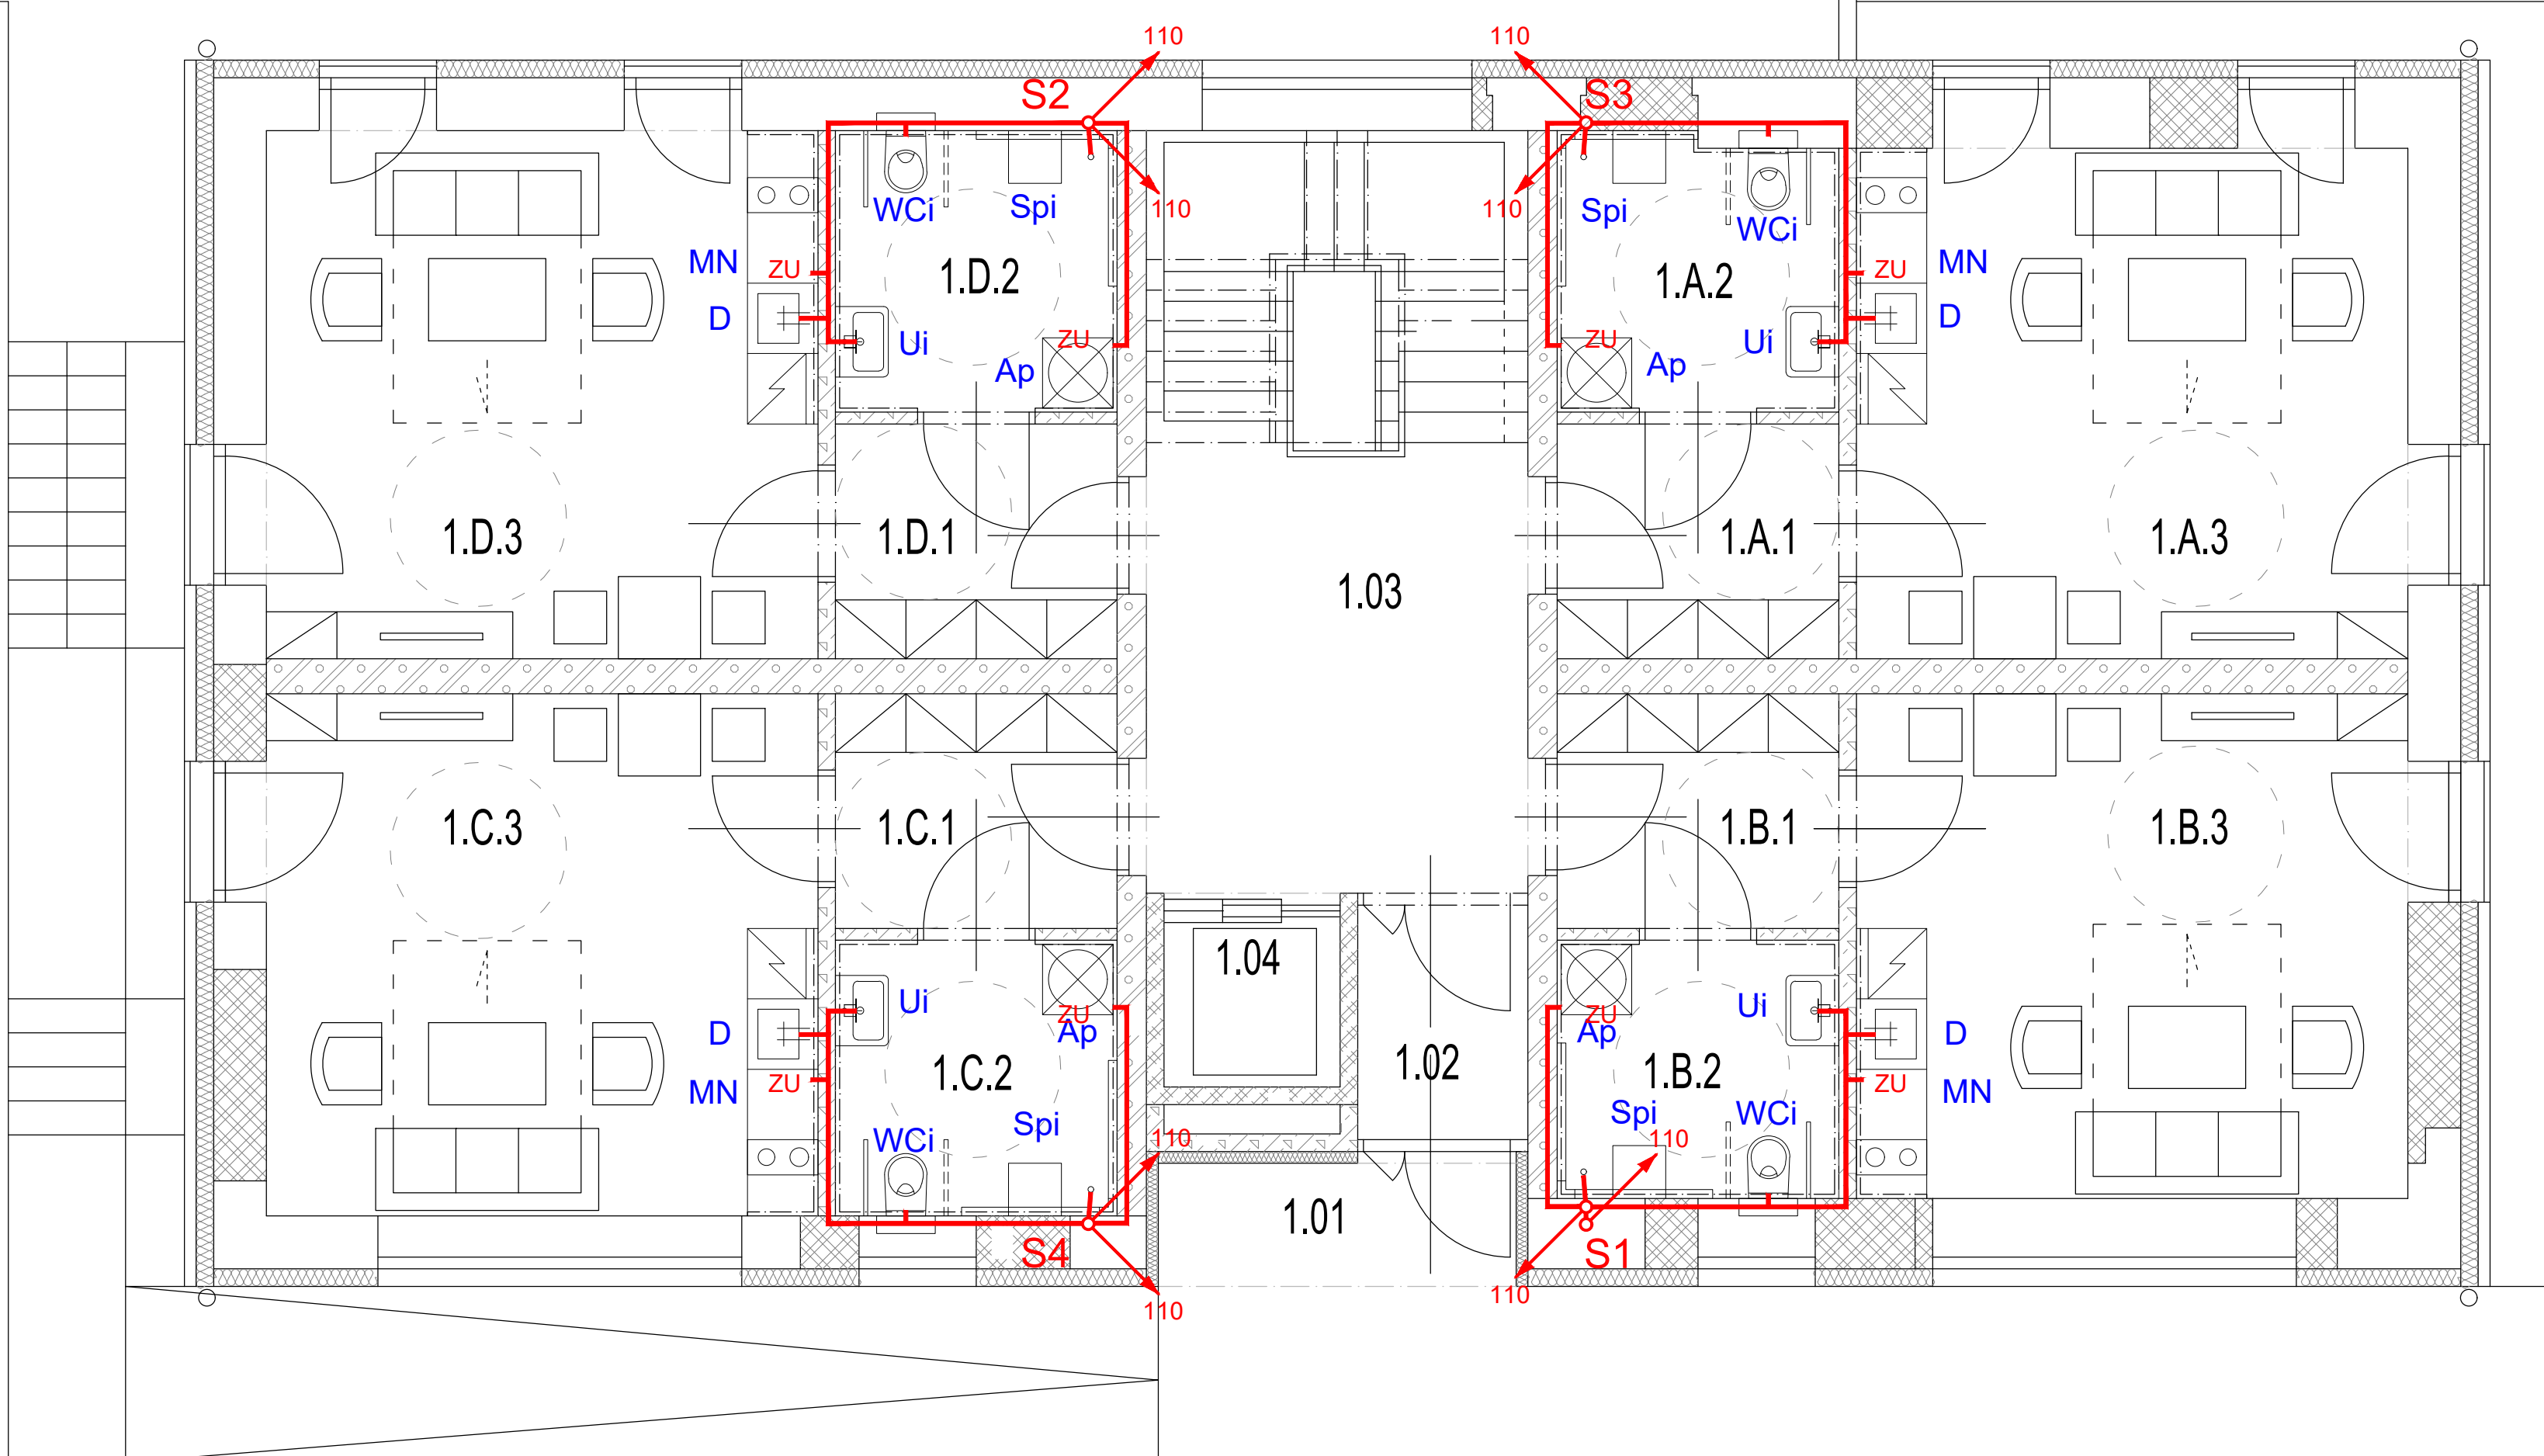 110
110
S2
S3
WCi
Spi
110
110
Spi
WCi
MN
ZU
1.D.2
1.A.2
ZU
MN
D
Ui
ZU
ZU
Ui
D
Ap
Ap
1.D.3
1.D.1
1.A.1
1.A.3
1.03
1.C.3
1.C.1
1.B.1
1.B.3
1.04
Ui
ZU
ZU
Ui
D
Ap
Ap
D
1.C.2
1.02
1.B.2
MN
ZU
ZU
MN
WCi
Spi
110
Spi
110
WCi
1.01
S4
S1
110
110